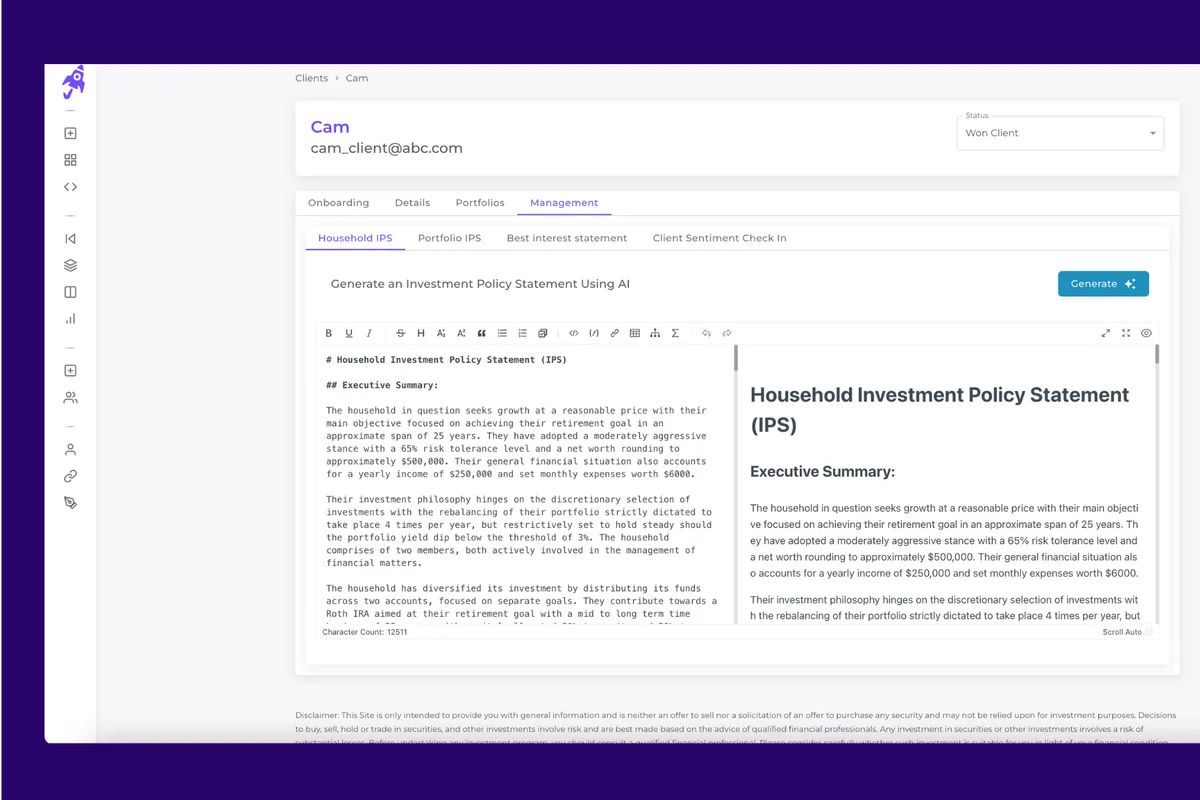 Clients › Cam
Cam
cam_client@abc.com
Status
Won Client
Onboarding Details Portfolios Management
Household IPS Portfolio IPS Best interest statement Client Sentiment Check In
Generate an Investment Policy Statement Using AI
Generate
# Household Investment Policy Statement (IPS)
## Executive Summary:
The household in question seeks growth at a reasonable price with their
main objective focused on achieving their retirement goal in an
approximate span of 25 years. They have adopted a moderately aggressive
stance with a 65% risk tolerance level and a net worth rounding to
approximately $500,000. Their general financial situation also accounts
for a yearly income of $250,000 and set monthly expenses worth $6000.
Their investment philosophy hinges on the discretionary selection of
investments with the rebalancing of their portfolio strictly dictated to
take place 4 times per year, but restrictively set to hold steady should
the portfolio yield dip below the threshold of 3%. The household
comprises of two members, both actively involved in the management of
financial matters.
The household has diversified its investment by distributing its funds
across two accounts, focused on separate goals. They contribute towards a
Roth IRA aimed at their retirement goal with a mid to long term time
Character Count: 12511
Household Investment Policy Statement
(IPS)
Executive Summary:
The household in question seeks growth at a reasonable price with their main objecti
ve focused on achieving their retirement goal in an approximate span of 25 years. Th
ey have adopted a moderately aggressive stance with a 65% risk tolerance level and
a net worth rounding to approximately $500,000. Their general financial situation als
o accounts for a yearly income of $250,000 and set monthly expenses worth $6000.
Their investment philosophy hinges on the discretionary selection of investments wit
h the rebalancing of their portfolio strictly dictated to take place 4 times per year, but
Scroll Auto
Disclaimer: This Site is only intended to provide you with general information and is neither an offer to sell nor a solicitation of an offer to purchase any security and may not be relied upon for investment purposes. Decisions
to buy, sell, hold or trade in securities, and other investments involve risk and are best made based on the advice of qualified financial professionals. Any investment in securities or other investments involves a risk of